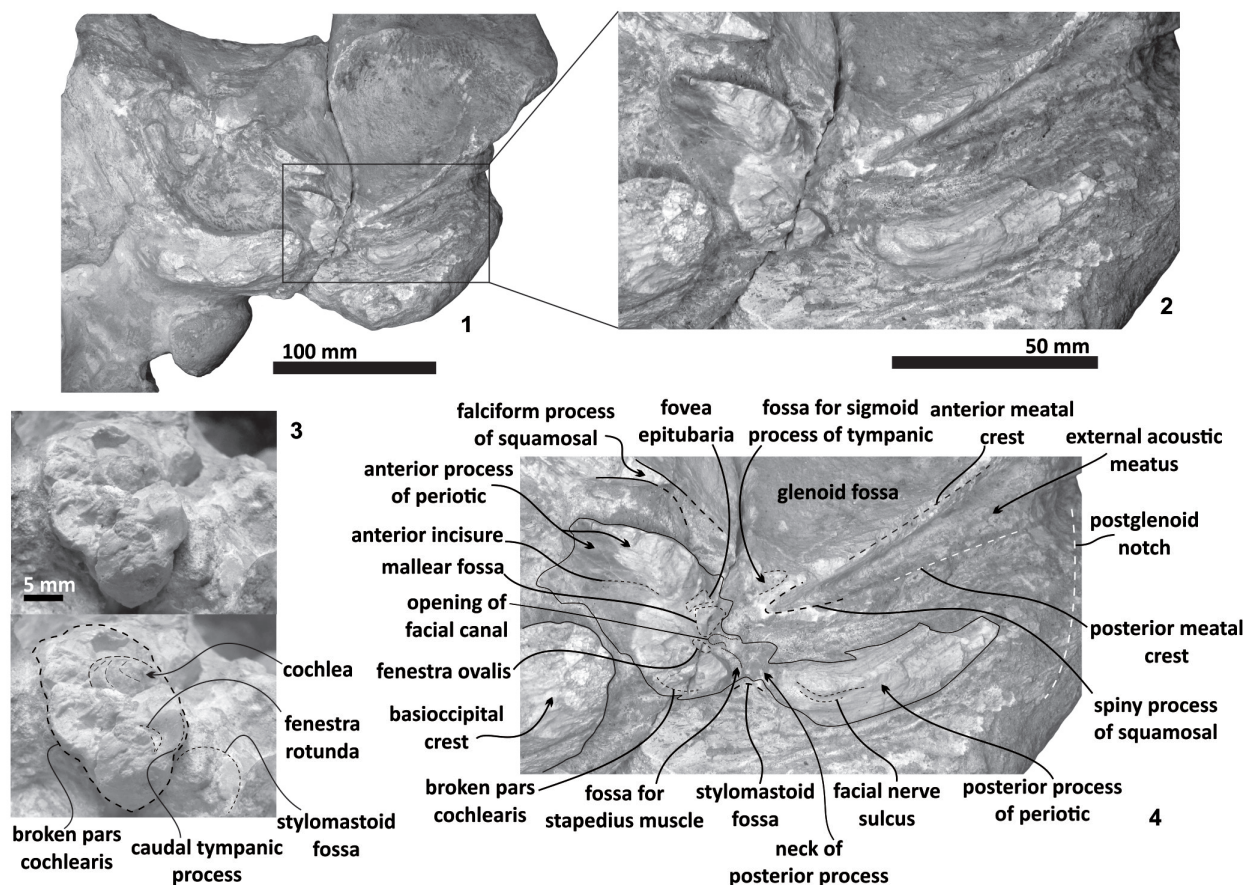 1
100 mm
2
50 mm
3
5 mm
cochlea
fenestra
rotunda
stylomastoid
fossa
broken pars
cochlearis
caudal tympanic
process
falciform process
of squamosal
fovea
epitubaria
fossa for sigmoid
process of tympanic
anterior meatal
crest
external acoustic
meatus
anterior process
of periotic
glenoid fossa
postglenoid
notch
anterior incisure
mallear fossa
opening of
facial canal
fenestra ovalis
basioccipital
crest
posterior meatal
crest
spiny process
of squamosal
broken pars
cochlearis
fossa for
stapedius muscle
stylomastoid
fossa
neck of
posterior process
facial nerve
sulcus
posterior process
of periotic
4